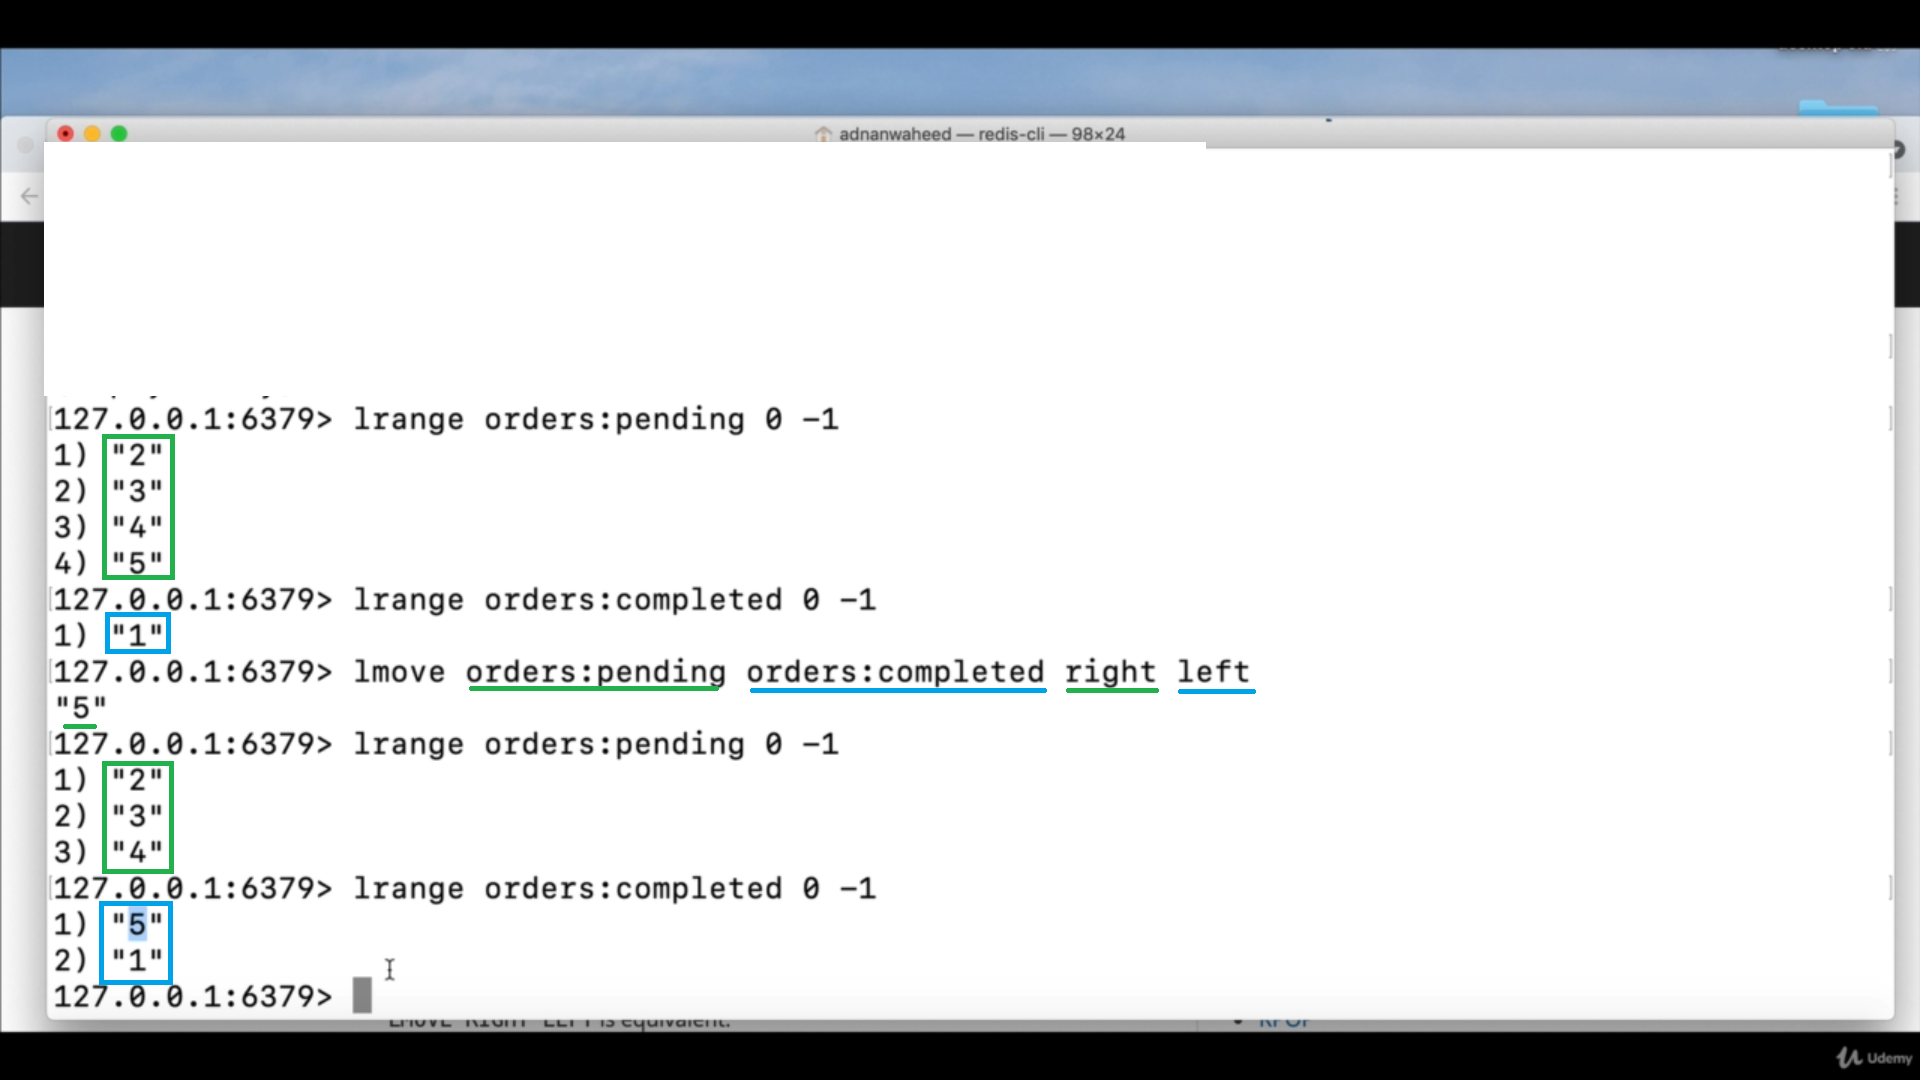 adnanwaheed — redis-cli — 98×24
127.0.0.1:6379> lrange orders:pending 0 -1
1) "2"
2) "3"
3) "4"
4) "5"
127.0.0.1:6379> lrange orders:completed 0 -1
1) "1"
127.0.0.1:6379> lmove orders:pending orders:completed right left
"5"
127.0.0.1:6379> lrange orders:pending 0 -1
1) "2"
2) "3"
3) "4"
127.0.0.1:6379> lrange orders:completed 0 -1
1) "5"
2) "1"
127.0.0.1:6379>
LMOVE RIGHT LEFT is equivalent.
RPOP
Udemy